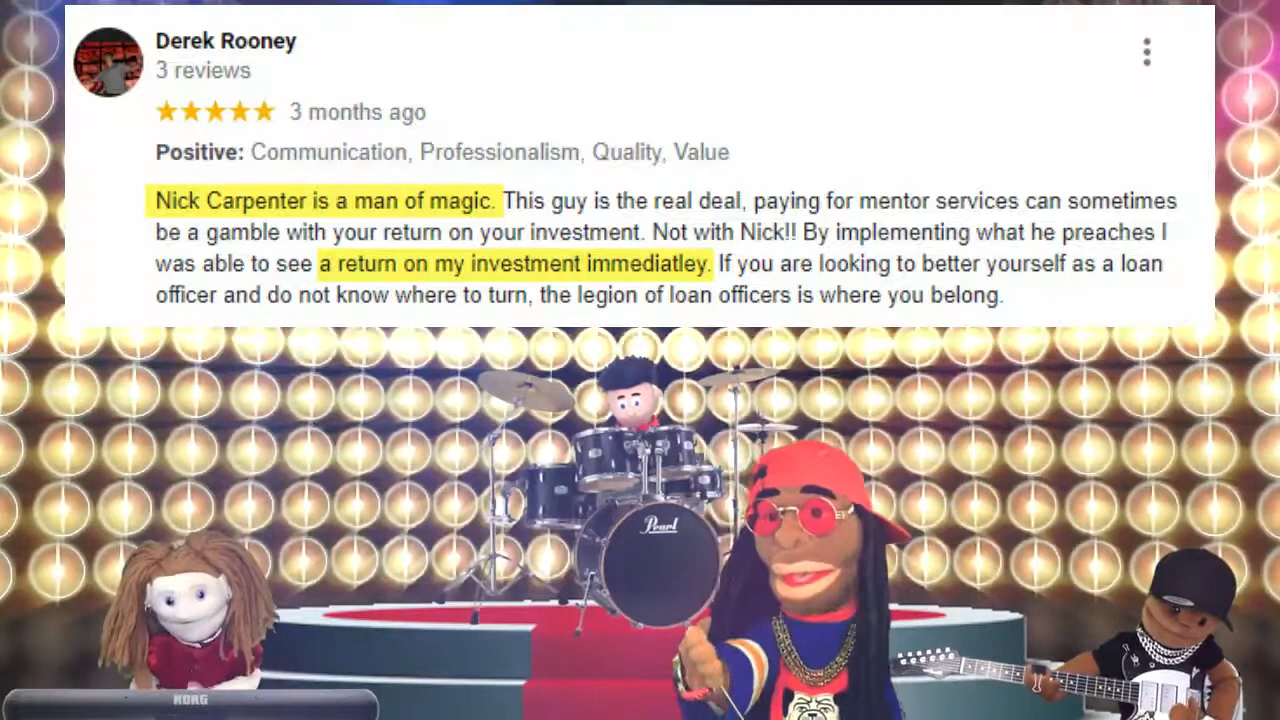 Derek Rooney
3 reviews
3 months ago
Positive: Communication, Professionalism, Quality, Value
Nick Carpenter is a man of magic. This guy is the real deal, paying for mentor services can sometimes
be a gamble with your return on your investment. Not with Nick!! By implementing what he preaches I
was able to see a return on my investment immediatley. If you are looking to better yourself as a loan
officer and do not know where to turn, the legion of loan officers is where you belong.
Pearl
KORG